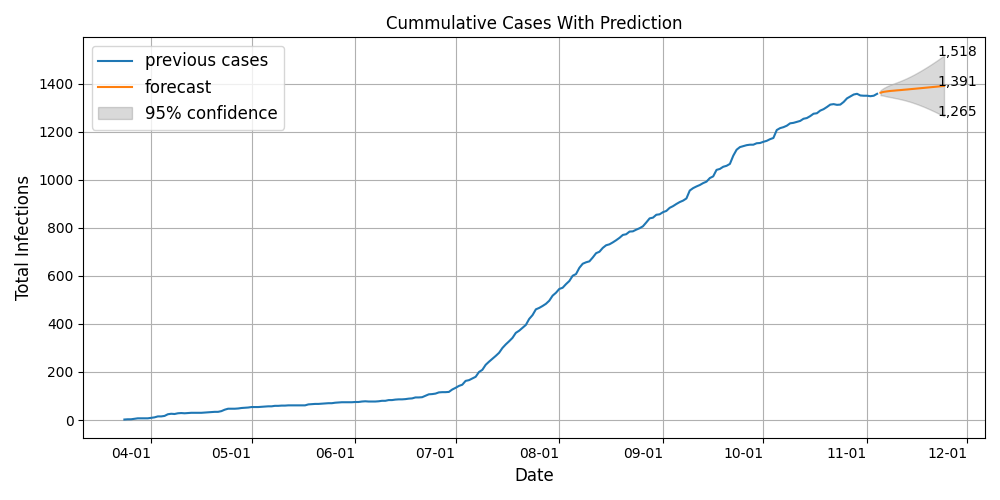 Cummulative Cases With Prediction
previous cases
forecast
95% confidence
1,518
1,391
1,265
Total Infections
1400
1200
1000
800
600
400
200
0
04-01 05-01 06-01 07-01 08-01 09-01 10-01 11-01 12-01
Date